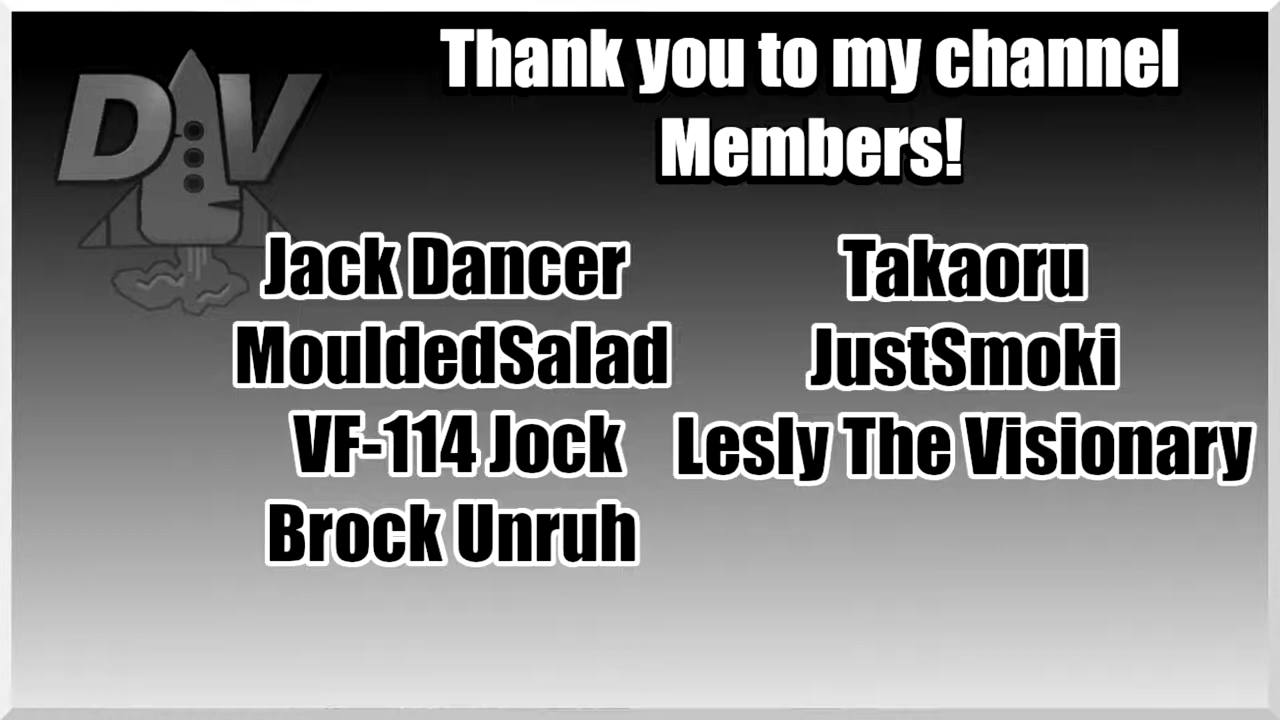 DAV
Thank you to my channel
Members!
Jack Dancer
MouldedSalad
VF-114 Jock
Brock Unruh
Takaoru
JustSmoki
Lesly The Visionary